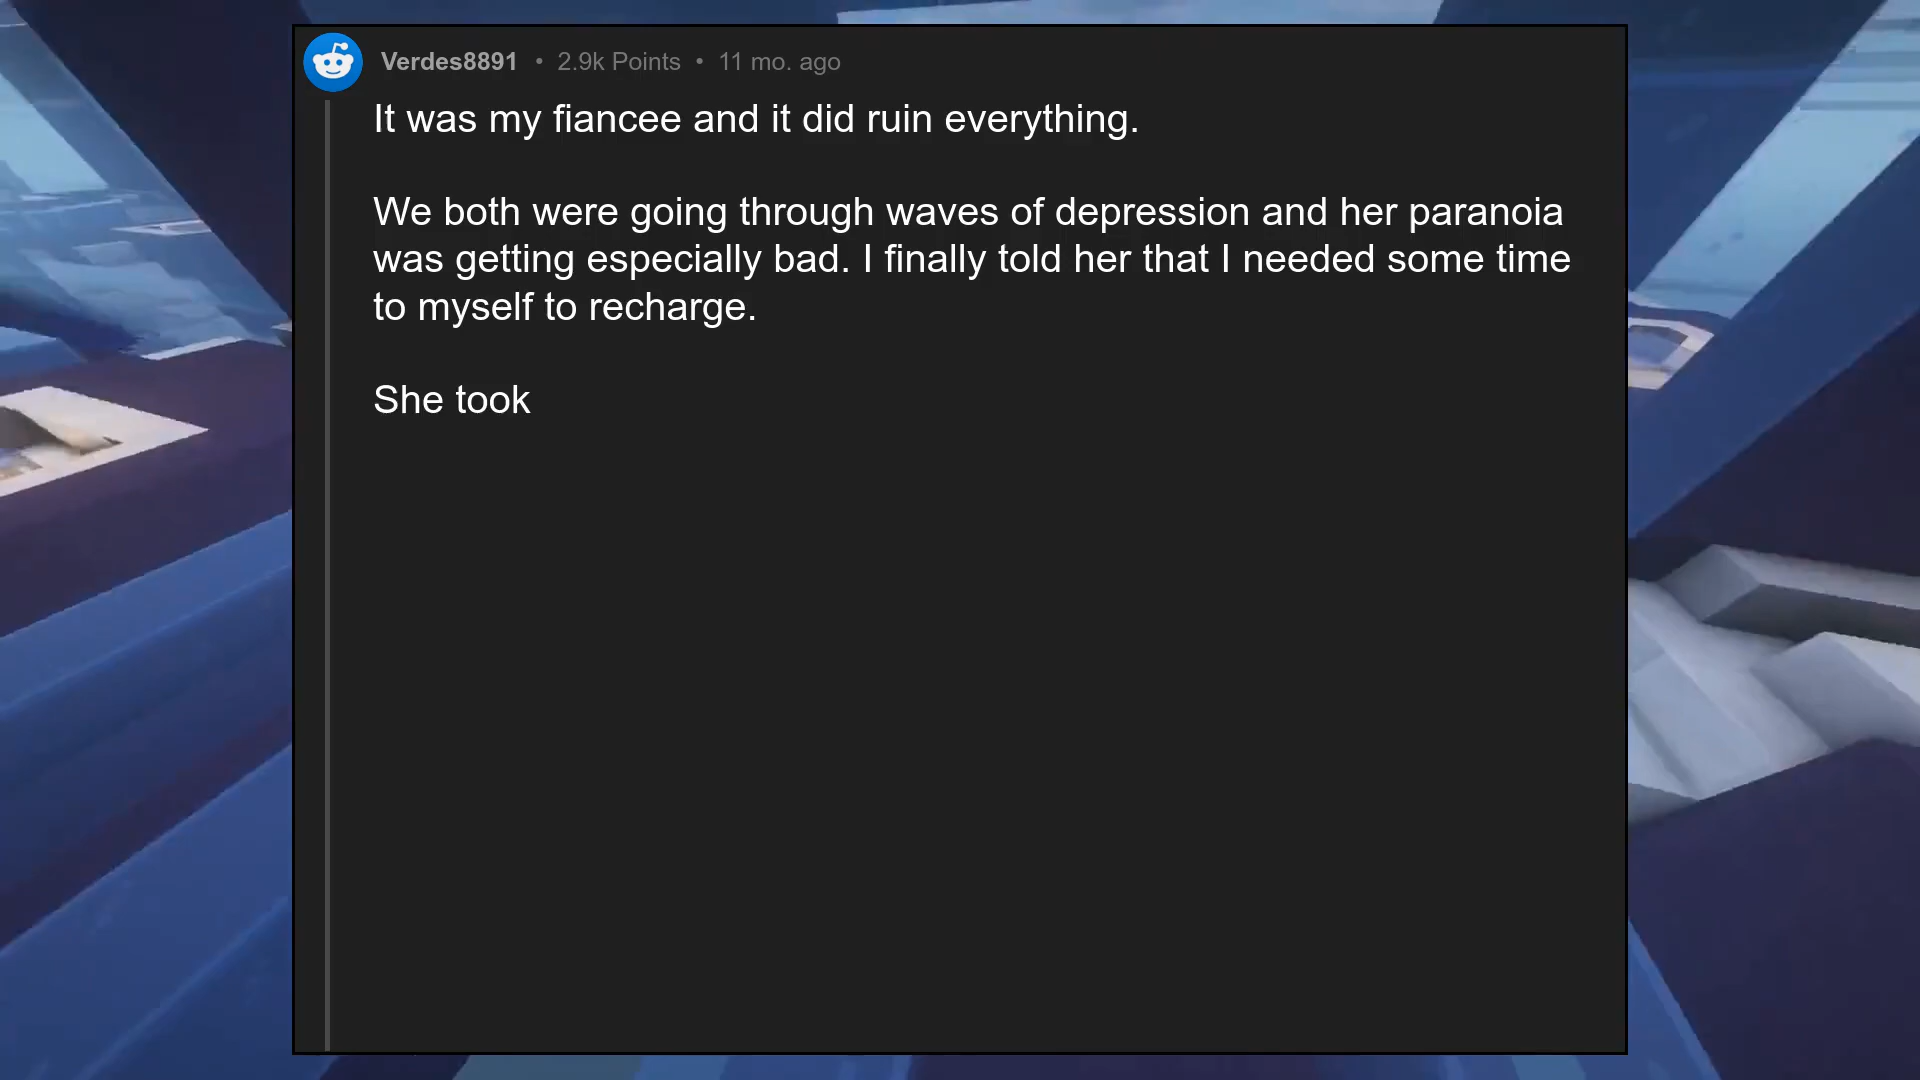 Verdes8891 • 2.9k Points • 11 mo. ago
It was my fiancee and it did ruin everything.
We both were going through waves of depression and her paranoia
was getting especially bad. I finally told her that I needed some time
to myself to recharge.
She took